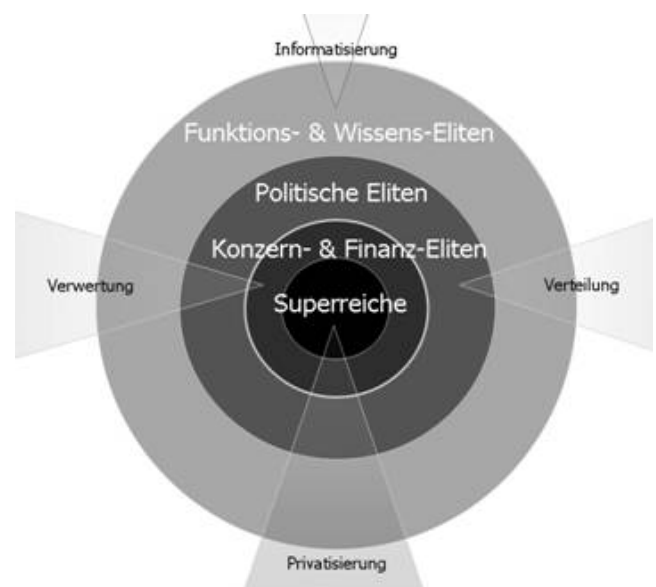 Informatisierung
Funktions- & Wissens-Eliten
Politische Eliten
Konzern- & Finanz-Eliten
Verwertung
Verteilung
Superreiche
Privatisierung